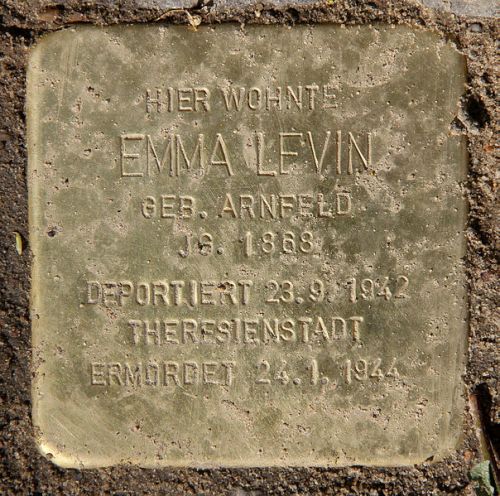 HIER WOHNTE
EMMA LEVIN
GEB. ARNFELD
JG. 1868
DEPORTIERT 23.9.1942
THERESIENSTADT
ERMORDET 24.1.1944